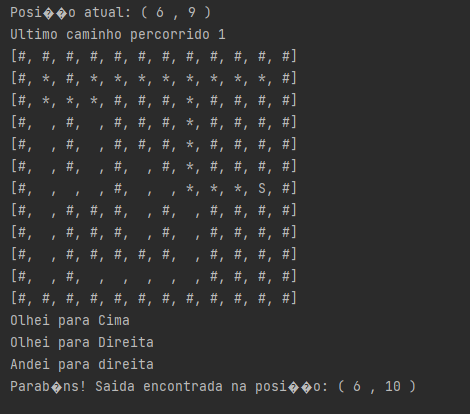 Posi��o atual: ( 6 , 9 )
Ultimo caminho percorrido 1
[#, #, #, #, #, #, #, #, #, #, #, #]
[#, *, #, *, *, *, *, *, *, *, *, #]
[#, *, *, *, #, #, #, *, #, #, #, #]
[#,  , #,  , #, #, #, *, #, #, #, #]
[#,  , #,  , #, #, #, *, #, #, #, #]
[#,  , #,  , #,  , #, *, #, #, #, #]
[#,  ,  ,  , #,  ,  , *, *, *, S, #]
[#,  , #, #, #,  , #,  , #, #, #, #]
[#,  , #, #, #,  , #,  , #, #, #, #]
[#,  , #, #, #, #, #,  , #, #, #, #]
[#,  , #,  ,  ,  ,  ,  , #, #, #, #]
[#, #, #, #, #, #, #, #, #, #, #, #]
Olhei para Cima
Olhei para Direita
Andei para direita
Parab�ns! Saida encontrada na posi��o: ( 6 , 10 )